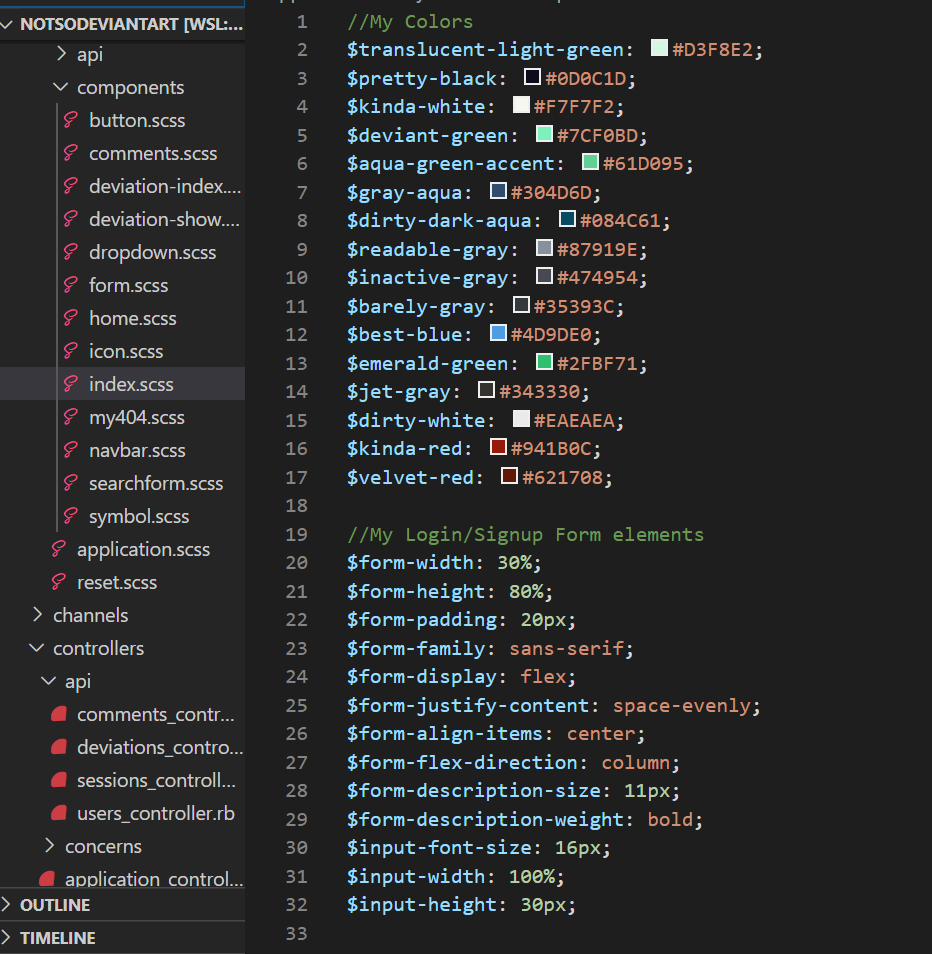 NOTSODEVIANTART [WSL:...
api
components
button.scss
comments.scss
deviation-index....
deviation-show....
dropdown.scss
form.scss
home.scss
icon.scss
index.scss
my404.scss
navbar.scss
searchform.scss
symbol.scss
application.scss
reset.scss
channels
controllers
api
comments_contr...
deviations_contro...
sessions_controll...
users_controller.rb
concerns
application_control...
OUTLINE
TIMELINE
1 //My Colors
2 $translucent-light-green: #D3F8E2;
3 $pretty-black: #0D0C1D;
4 $kinda-white: #F7F7F2;
5 $deviant-green: #7CF0BD;
6 $aqua-green-accent: #61D095;
7 $gray-aqua: #304D6D;
8 $dirty-dark-aqua: #084C61;
9 $readable-gray: #87919E;
10 $inactive-gray: #474954;
11 $barely-gray: #35393C;
12 $best-blue: #4D9DE0;
13 $emerald-green: #2FBF71;
14 $jet-gray: #343330;
15 $dirty-white: #EAEAEA;
16 $kinda-red: #941B0C;
17 $velvet-red: #621708;
18
19 //My Login/Signup Form elements
20 $form-width: 30%;
21 $form-height: 80%;
22 $form-padding: 20px;
23 $form-family: sans-serif;
24 $form-display: flex;
25 $form-justify-content: space-evenly;
26 $form-align-items: center;
27 $form-flex-direction: column;
28 $form-description-size: 11px;
29 $form-description-weight: bold;
30 $input-font-size: 16px;
31 $input-width: 100%;
32 $input-height: 30px;
33